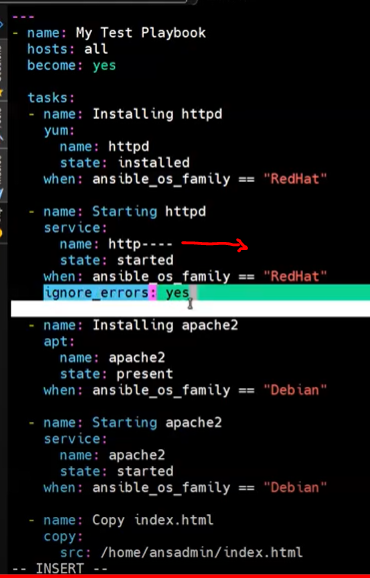 ---
- name: My Test Playbook
  hosts: all
  become: yes

  tasks:
  - name: Installing httpd
    yum:
      name: httpd
      state: installed
    when: ansible_os_family == "RedHat"

  - name: Starting httpd
    service:
      name: http----
      state: started
    when: ansible_os_family == "RedHat"
    ignore_errors: yes

  - name: Installing apache2
    apt:
      name: apache2
      state: present
    when: ansible_os_family == "Debian"

  - name: Starting apache2
    service:
      name: apache2
      state: started
    when: ansible_os_family == "Debian"

  - name: Copy index.html
    copy:
      src: /home/ansadmin/index.html
-- INSERT --